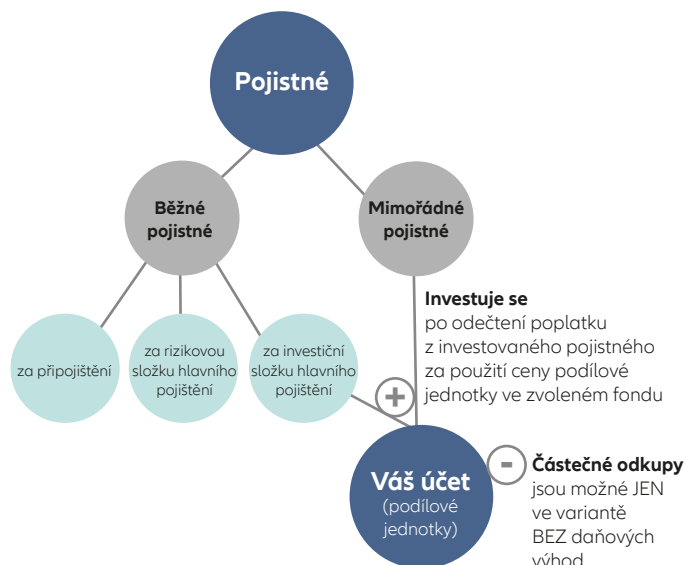 Pojistné
Běžné
pojistné
Mimořádné
pojistné
Investuje se
po odečtení poplatku
z investovaného pojistného
za použití ceny podílové
jednotky ve zvoleném fondu
za připojištění
za rizikovou
složku hlavního
pojištění
za investiční
složku hlavního
pojištění
+
Váš účet
(podílové
jednotky)
-
Částečné odkupy
jsou možné JEN
ve variantě
BEZ daňových
výhod